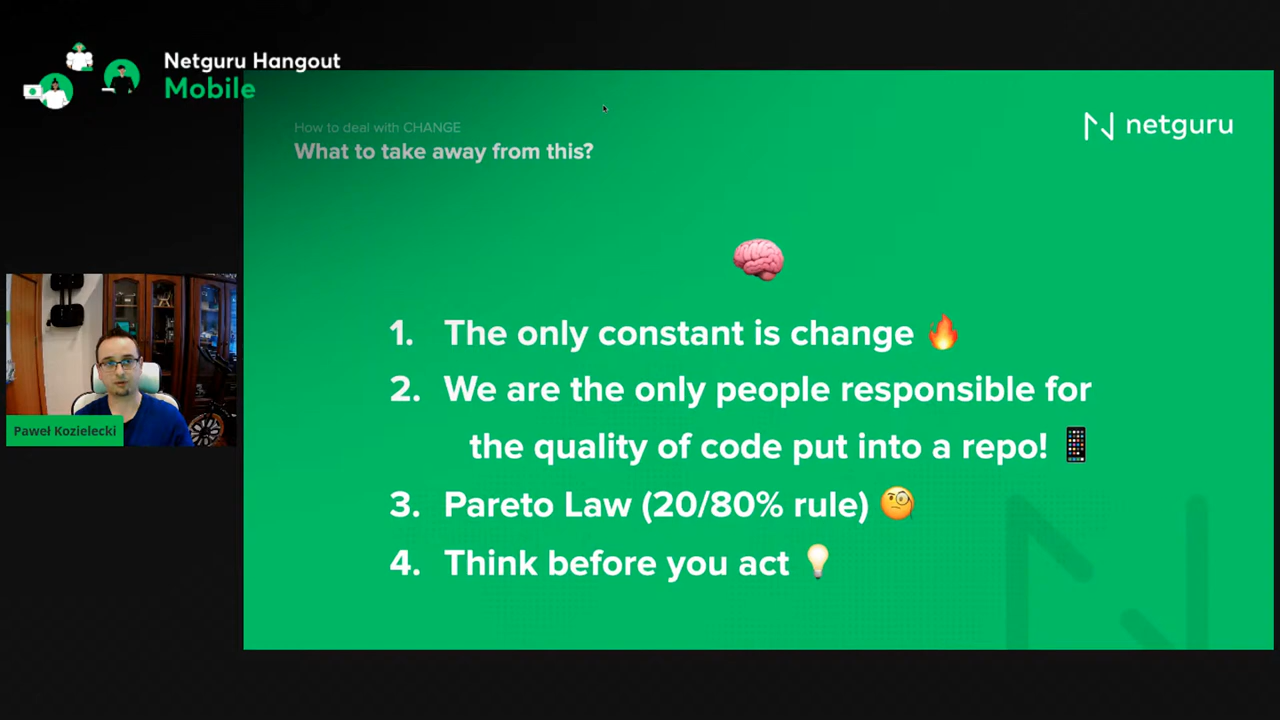 Netguru Hangout
Mobile
How to deal with CHANGE
What to take away from this?
netguru
1. The only constant is change 🔥
2. We are the only people responsible for
the quality of code put into a repo! 📱
3. Pareto Law (20/80% rule) 🧐
4. Think before you act 💡
Paweł Kozielecki